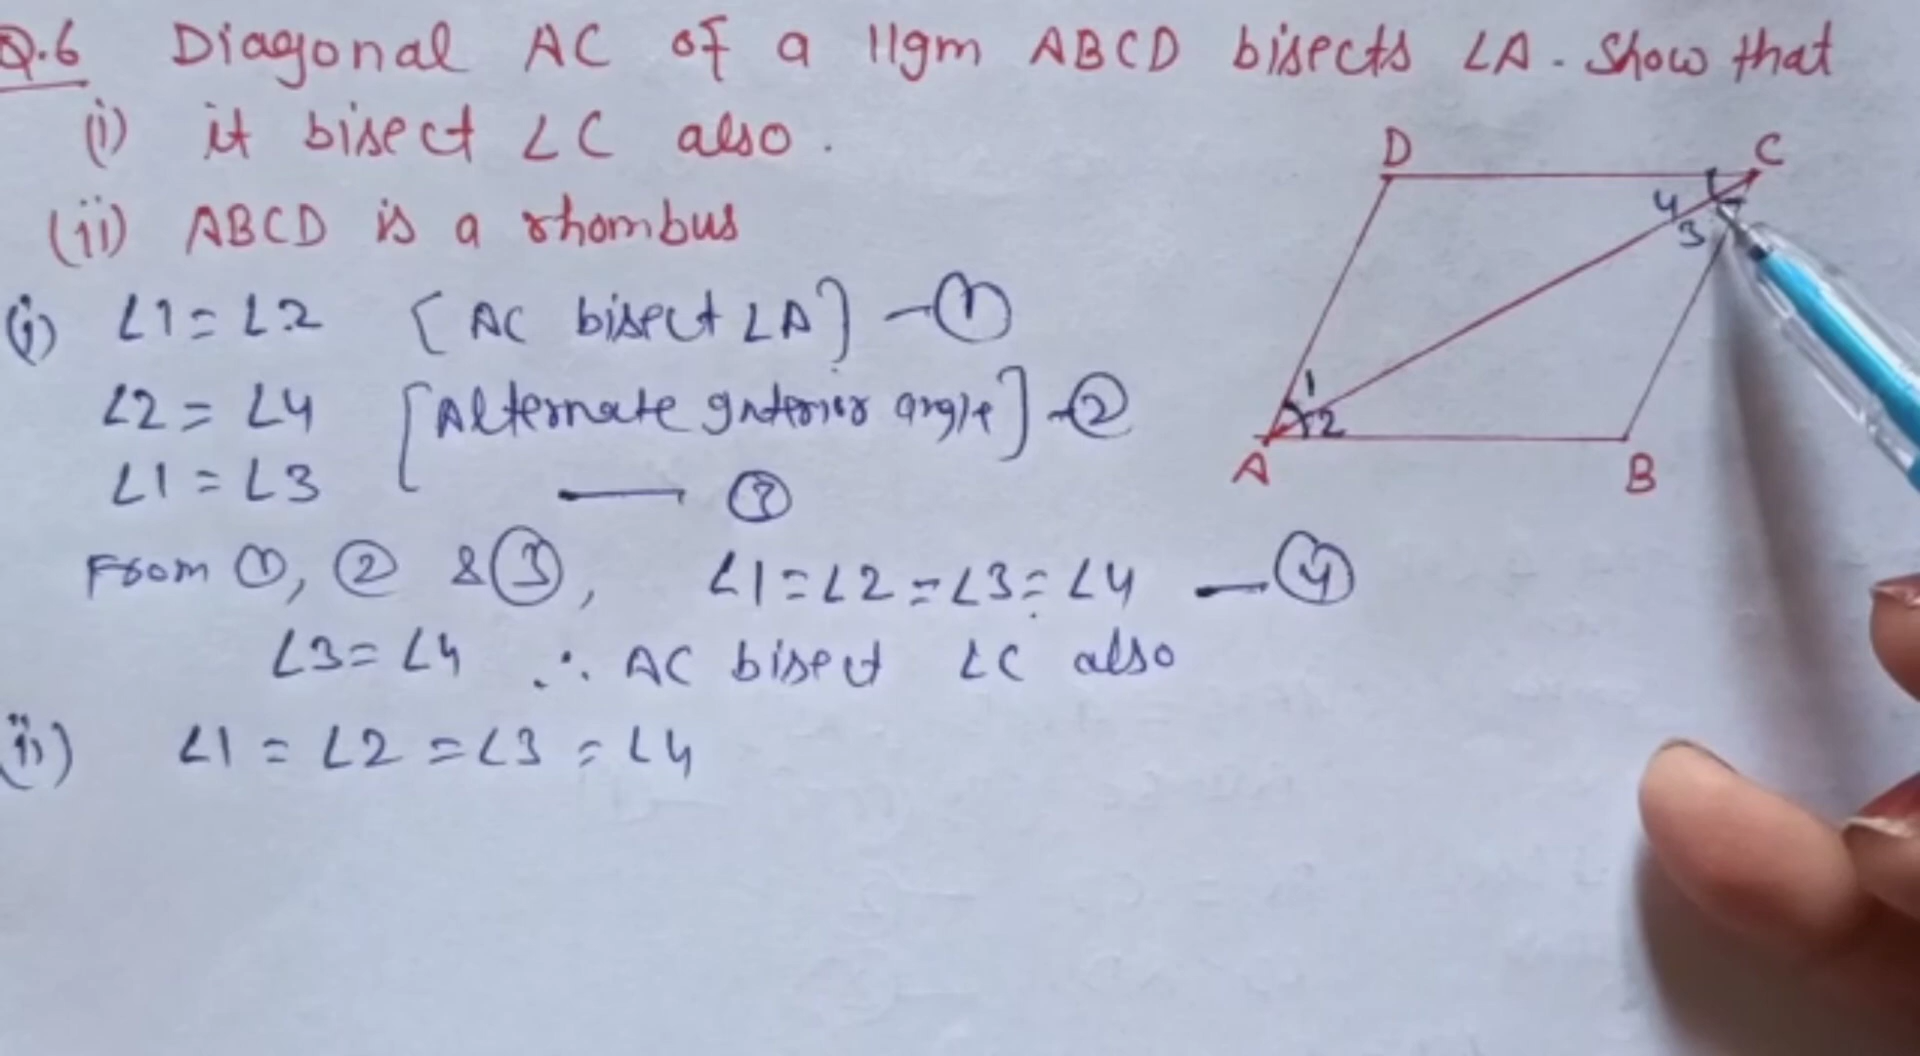 Q.6 Diagonal AC of a ||gm ABCD bisects ∠A. Show that
(i) it bisect ∠C also.
(ii) ABCD is a rhombus
D C
4
3
1
2
A B
(i) ∠1 = ∠2 [AC bisect ∠A] - ①
∠2 = ∠4 [Alternate Interior angle] - ②
∠1 = ∠3 [ — ③
From ①, ② & ③, ∠1 = ∠2 = ∠3 = ∠4 — ④
∠3 = ∠4 ∴ AC bisect ∠C also
ii) ∠1 = ∠2 = ∠3 = ∠4